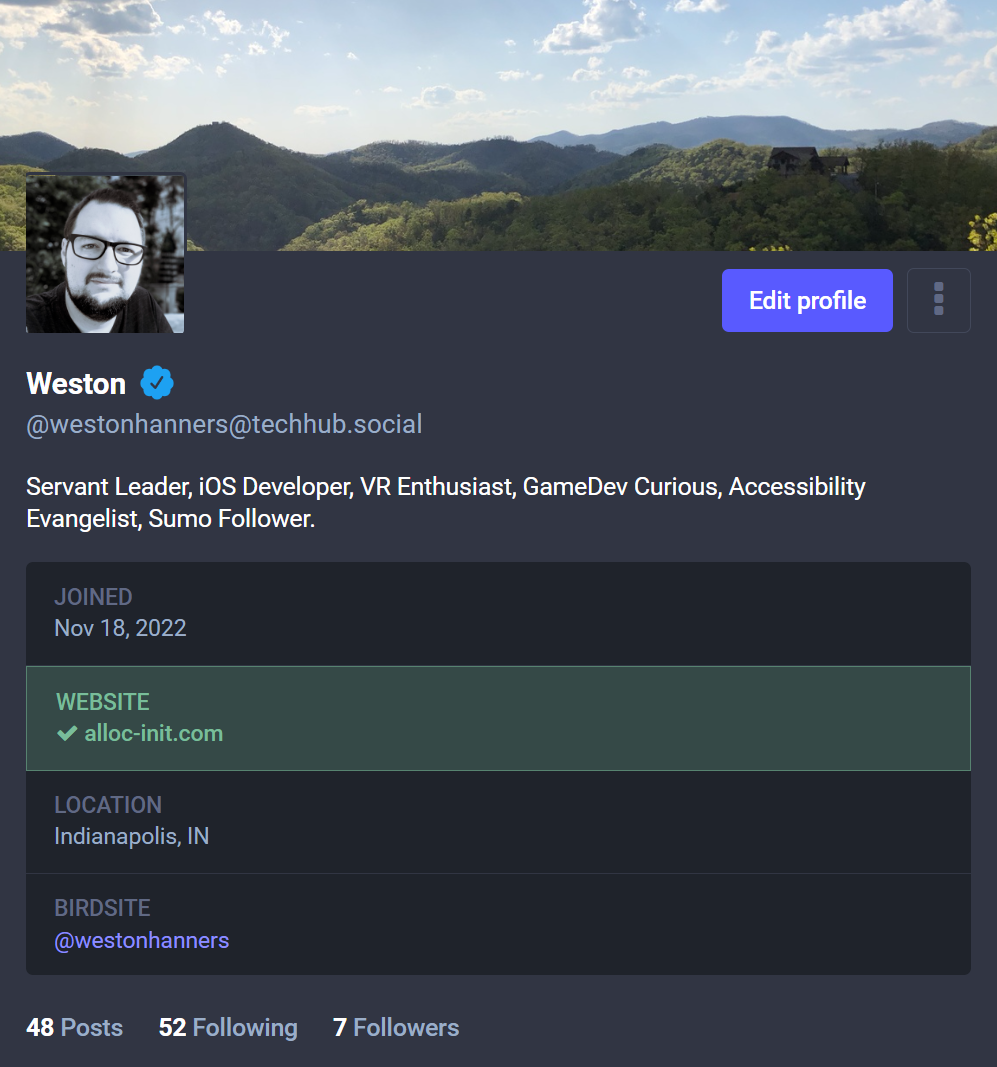 Edit profile
Weston
@westonhanners@techhub.social
Servant Leader, iOS Developer, VR Enthusiast, GameDev Curious, Accessibility
Evangelist, Sumo Follower.
JOINED
Nov 18, 2022
WEBSITE
alloc-init.com
LOCATION
Indianapolis, IN
BIRDSITE
@westonhanners
48 Posts 52 Following 7 Followers